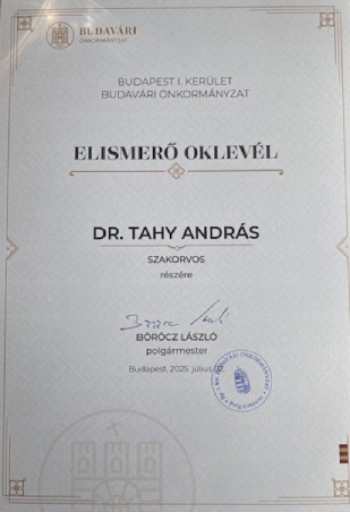 BUDAVÁRI
ÖNKORMÁNYZAT
BUDAPEST I. KERÜLET
BUDAVÁRI ÖNKORMÁNYZAT
ELISMERŐ OKLEVÉL
DR. TAHY ANDRÁS
SZAKORVOS
részére
BÖRÖCZ LÁSZLÓ
polgármester
Budapest, 2025. július